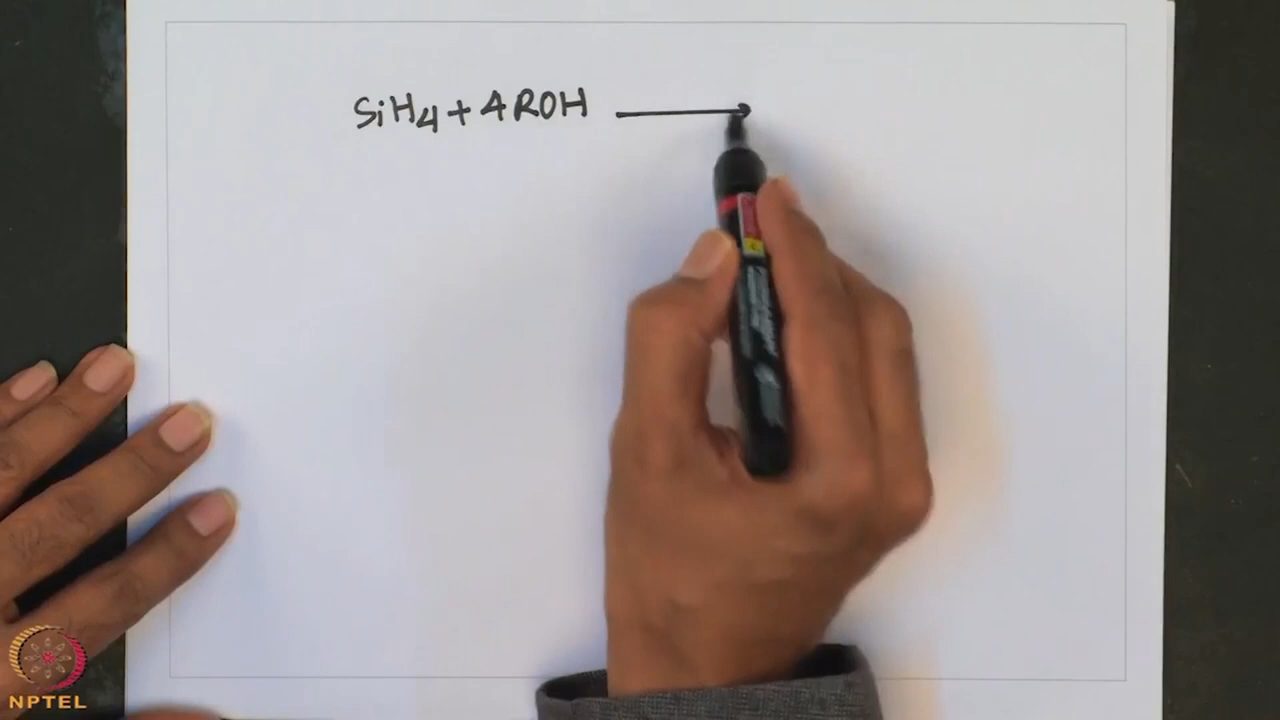 SiH4 + 4ROH →
NPTEL